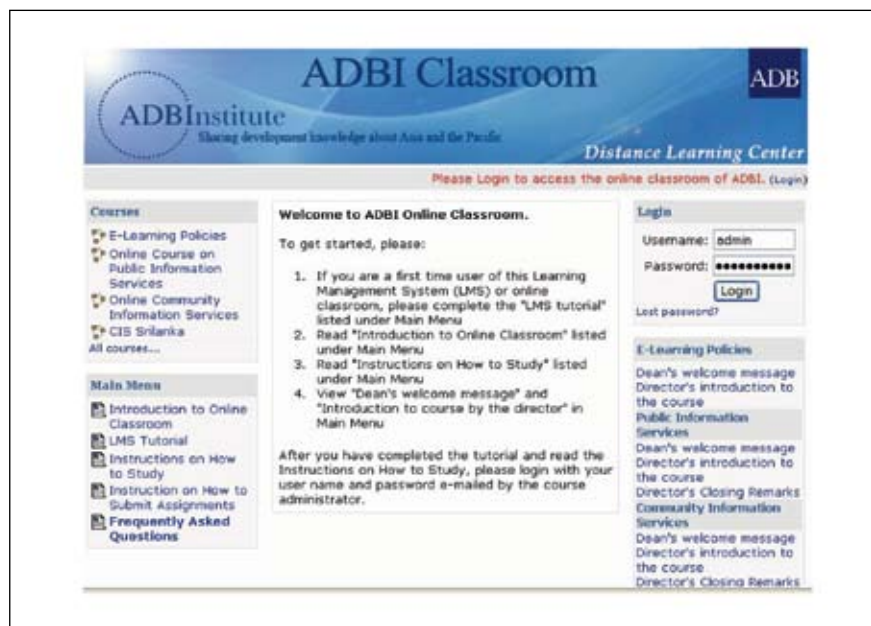 ADBI Classroom
ADB
ADBInstitute
Sharing development knowledge about Asia and the Pacific
Distance Learning Center
Please Login to access the online classroom of ADBI. (Login)
Courses
E-Learning Policies
Online Course on
Public Information
Services
Online Community
Information Services
CIS Srilanka
All courses...
Main Menu
Introduction to Online
Classroom
LMS Tutorial
Instructions on How
to Study
Instruction on How to
Submit Assignments
Frequently Asked
Questions
Welcome to ADBI Online Classroom.
To get started, please:
1. If you are a first time user of this Learning
Management System (LMS) or online
classroom, please complete the "LMS tutorial"
listed under Main Menu
2. Read "Introduction to Online Classroom" listed
under Main Menu
3. Read "Instructions on How to Study" listed
under Main Menu
4. View "Dean's welcome message" and
"Introduction to course by the director" in
Main Menu
After you have completed the tutorial and read the
Instructions on How to Study, please login with your
user name and password e-mailed by the course
administrator.
Login
Username: admin
Password: ●●●●●●●●●●
Login
Lost password?
E-Learning Policies
Dean's welcome message
Director's introduction to
the course
Public Information
Services
Dean's welcome message
Director's introduction to
the course
Director's Closing Remarks
Community Information
Services
Dean's welcome message
Director's introduction to
the course
Director's Closing Remarks